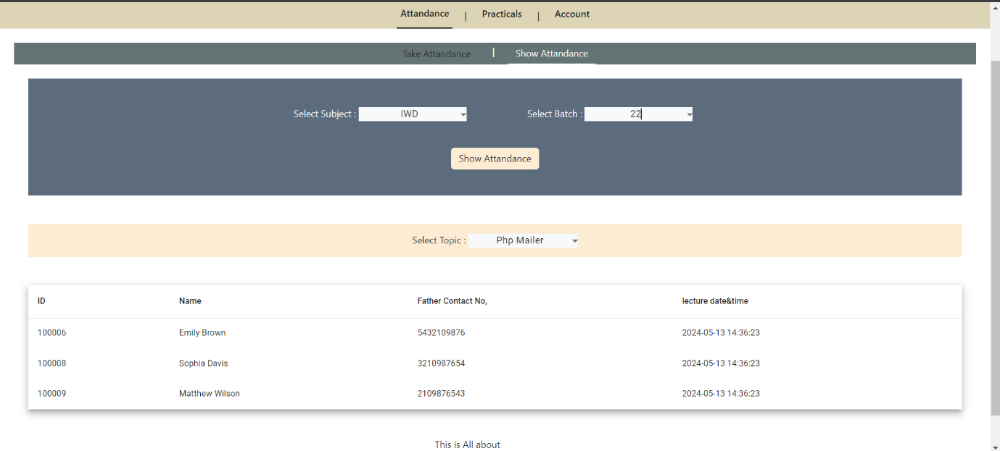 Attandance | Practicals | Account
Take Attandance | Show Attandance
Select Subject : IWD Select Batch : 22
Show Attandance
Select Topic : Php Mailer
ID Name Father Contact No, lecture date&time
100006 Emily Brown 5432109876 2024-05-13 14:36:23
100008 Sophia Davis 3210987654 2024-05-13 14:36:23
100009 Matthew Wilson 2109876543 2024-05-13 14:36:23
This is All about